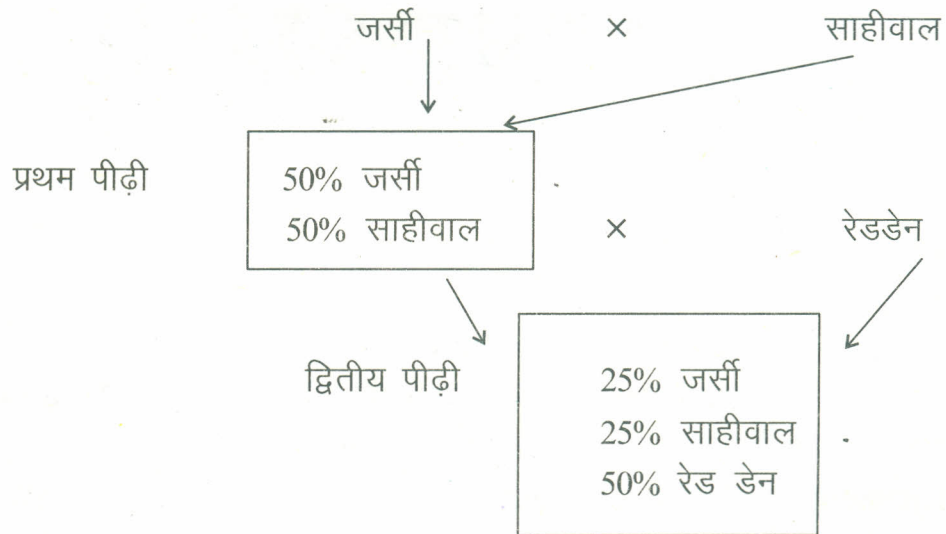 जर्सी × साहीवाल
प्रथम पीढ़ी 50% जर्सी
50% साहीवाल × रेडडेन
द्वितीय पीढ़ी 25% जर्सी
25% साहीवाल
50% रेड डेन